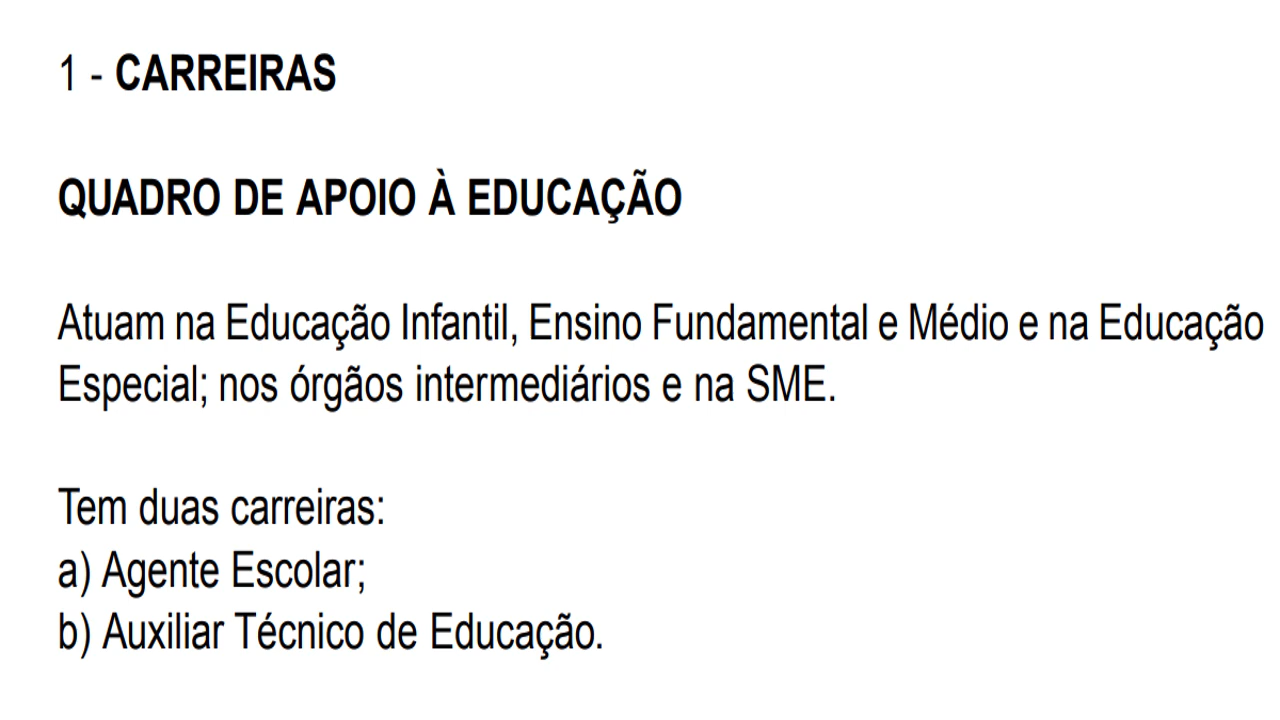 1 - CARREIRAS
QUADRO DE APOIO À EDUCAÇÃO
Atuam na Educação Infantil, Ensino Fundamental e Médio e na Educação
Especial; nos órgãos intermediários e na SME.
Tem duas carreiras:
a) Agente Escolar;
b) Auxiliar Técnico de Educação.